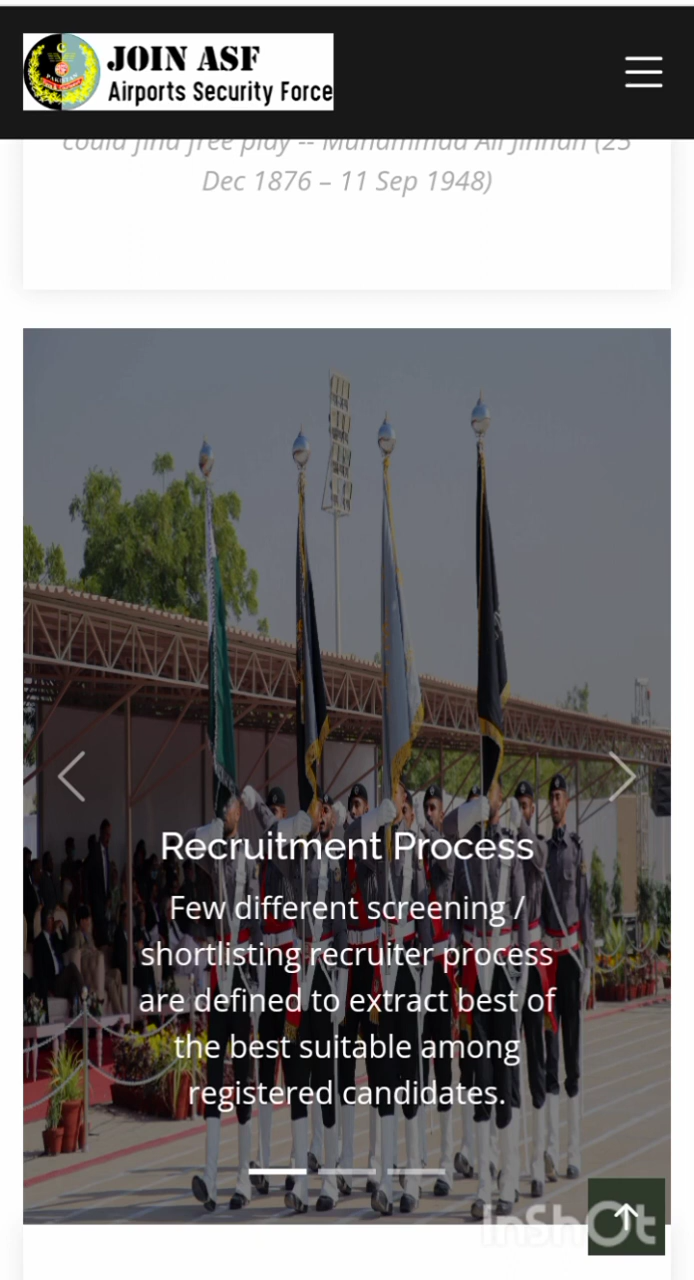 JOIN ASF
Airports Security Force
PAKISTAN
could find free play -- Muhammad Ali Jinnah (25
Dec 1876 – 11 Sep 1948)
Recruitment Process
Few different screening /
shortlisting recruiter process
are defined to extract best of
the best suitable among
registered candidates.
InShOt